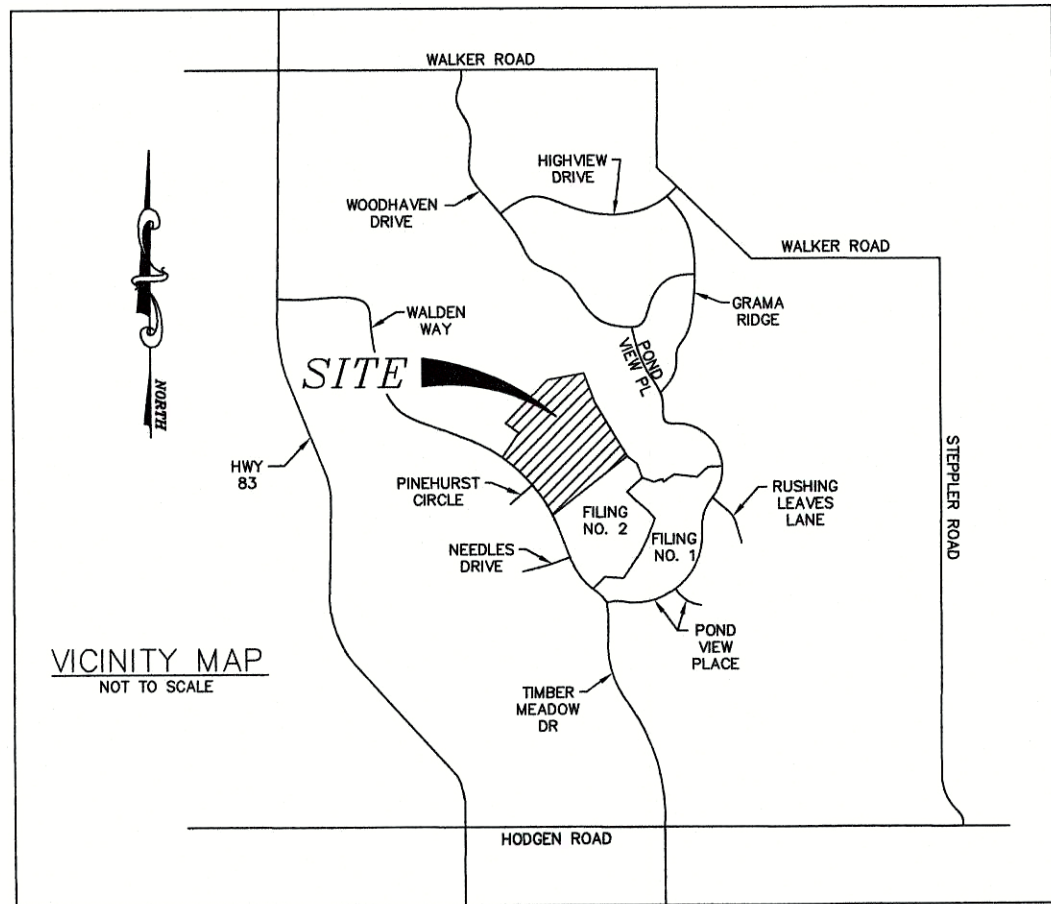 WALKER ROAD
HIGHVIEW
DRIVE
WOODHAVEN
DRIVE
WALKER ROAD
GRAMA
RIDGE
WALDEN
WAY
POND
VIEW PL
SITE
NORTH
HWY
83
STEPPLER ROAD
PINEHURST
CIRCLE
RUSHING
LEAVES
LANE
FILING
NO. 2
FILING
NO. 1
NEEDLES
DRIVE
POND
VIEW
PLACE
VICINITY MAP
NOT TO SCALE
TIMBER
MEADOW
DR
HODGEN ROAD